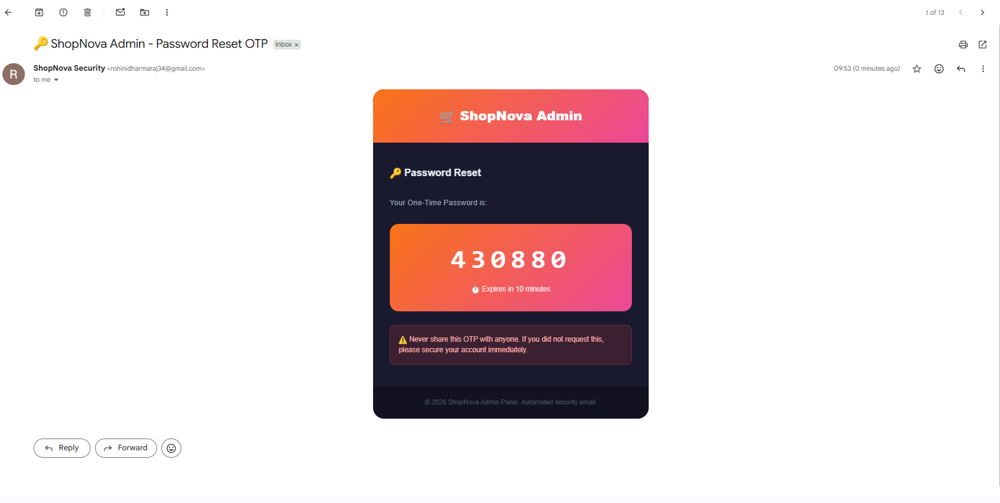 1 of 13
🔑 ShopNova Admin - Password Reset OTP Inbox ×
R
ShopNova Security <rohinidharmaraj34@gmail.com> 09:53 (0 minutes ago)
to me
🛒 ShopNova Admin
🔑 Password Reset
Your One-Time Password is:
430880
⏱️ Expires in 10 minutes
⚠️ Never share this OTP with anyone. If you did not request this,
please secure your account immediately.
© 2026 ShopNova Admin Panel. Automated security email.
Reply Forward